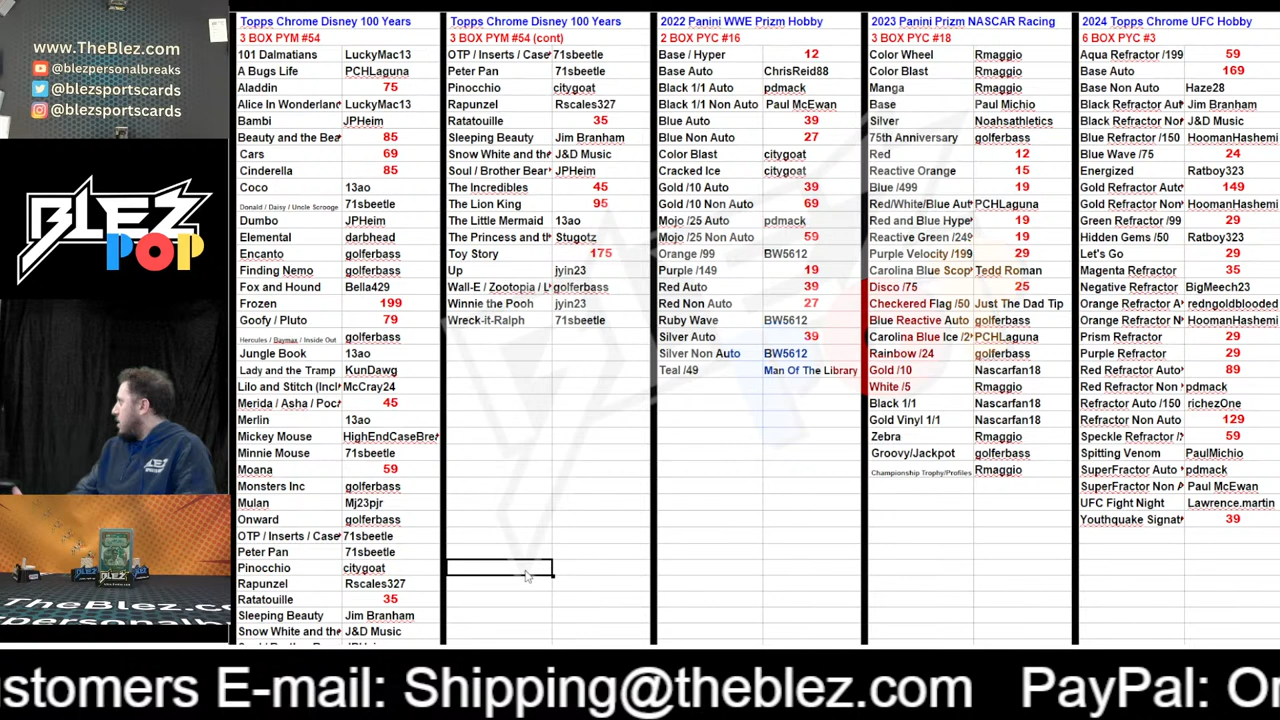 www.TheBlez.com
@blezpersonalbreaks
@blezsportscards
BLEZ
POP
BLEZ
TheBlez.c
Topps Chrome Disney 100 Years
3 BOX PYM #54
101 Dalmatians LuckyMac13
A Bugs Life PCHLaguna
Aladdin 75
Alice In Wonderlan LuckyMac13
Bambi JPHeim
Beauty and the Bea 85
Cars 69
Cinderella 85
Coco 13ao
Donald / Daisy / Uncle Scrooge 71sbeetle
Dumbo JPHeim
Elemental darbhead
Encanto golferbass
Finding Nemo golferbass
Fox and Hound Bella429
Frozen 199
Goofy / Pluto 79
Hercules / Baymax / Inside Out golferbass
Jungle Book 13ao
Lady and the Tramp KunDawg
Lilo and Stitch (Incl McCray24
Merida / Asha / Poc 45
Merlin 13ao
Mickey Mouse HighEndCaseBre
Minnie Mouse 71sbeetle
Moana 59
Monsters Inc golferbass
Mulan Mj23pjr
Onward golferbass
OTP / Inserts / Case 71sbeetle
Peter Pan 71sbeetle
Pinocchio citygoat
Rapunzel Rscales327
Ratatouille 35
Sleeping Beauty Jim Branham
Snow White and the J&D Music
Topps Chrome Disney 100 Years
3 BOX PYM #54 (cont)
OTP / Inserts / Case 71sbeetle
Peter Pan 71sbeetle
Pinocchio citygoat
Rapunzel Rscales327
Ratatouille 35
Sleeping Beauty Jim Branham
Snow White and the J&D Music
Soul / Brother Bear JPHeim
The Incredibles 45
The Lion King 95
The Little Mermaid 13ao
The Princess and th Stugotz
Toy Story 175
Up jyin23
Wall-E / Zootopia / L golferbass
Winnie the Pooh jyin23
Wreck-it-Ralph 71sbeetle
2022 Panini WWE Prizm Hobby
2 BOX PYC #16
Base / Hyper 12
Base Auto ChrisReid88
Black 1/1 Auto pdmack
Black 1/1 Non Auto Paul McEwan
Blue Auto 39
Blue Non Auto 27
Color Blast citygoat
Cracked Ice citygoat
Gold /10 Auto 39
Gold /10 Non Auto 69
Mojo /25 Auto pdmack
Mojo /25 Non Auto 59
Orange /99 BW5612
Purple /149 19
Red Auto 39
Red Non Auto 27
Ruby Wave BW5612
Silver Auto 39
Silver Non Auto BW5612
Teal /49 Man Of The Library
2023 Panini Prizm NASCAR Racing
3 BOX PYC #18
Color Wheel Rmaggio
Color Blast Rmaggio
Manga Rmaggio
Base Paul Michio
Silver Noahsathletics
75th Anniversary golferbass
Red 12
Reactive Orange 15
Blue /499 19
Red/White/Blue Aut PCHLaguna
Red and Blue Hype 19
Reactive Green /249 19
Purple Velocity /199 29
Carolina Blue Scop Tedd Roman
Disco /75 25
Checkered Flag /50 Just The Dad Tip
Blue Reactive Auto golferbass
Carolina Blue Ice /2 PCHLaguna
Rainbow /24 golferbass
Gold /10 Nascarfan18
White /5 Rmaggio
Black 1/1 Nascarfan18
Gold Vinyl 1/1 Nascarfan18
Zebra Rmaggio
Groovy/Jackpot golferbass
Championship Trophy/Profiles Rmaggio
2024 Topps Chrome UFC Hobby
6 BOX PYC #3
Aqua Refractor /199 59
Base Auto 169
Base Non Auto Haze28
Black Refractor Aut Jim Branham
Black Refractor Nor J&D Music
Blue Refractor /150 HoomanHashemi
Blue Wave /75 24
Energized Ratboy323
Gold Refractor Auto 149
Gold Refractor Non HoomanHashemi
Green Refractor /99 29
Hidden Gems /50 Ratboy323
Let's Go 29
Magenta Refractor 35
Negative Refractor BigMeech23
Orange Refractor A redngoldblooded
Orange Refractor N HoomanHashemi
Prism Refractor 29
Purple Refractor 29
Red Refractor Auto 89
Red Refractor Non pdmack
Refractor Auto /150 richezOne
Refractor Non Auto 129
Speckle Refractor /2 59
Spitting Venom PaulMichio
SuperFractor Auto pdmack
SuperFractor Non A Paul McEwan
UFC Fight Night Lawrence.martin
Youthquake Signat 39
ustomers E-mail: Shipping@theblez.com PayPal: Or